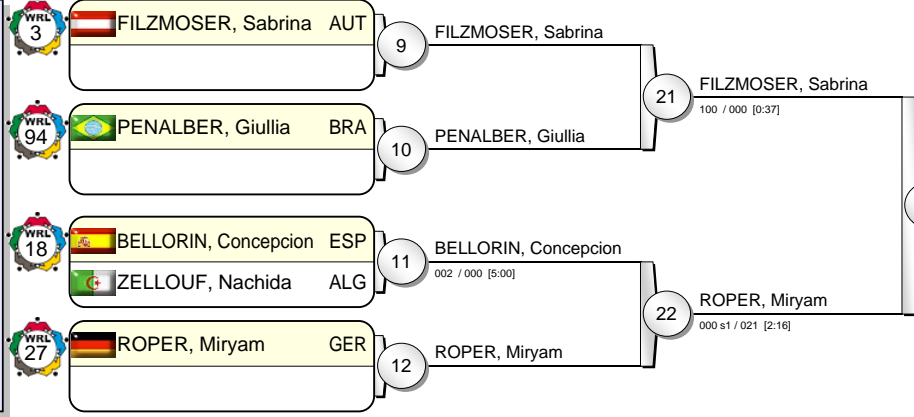 WRL
3
FILZMOSER, Sabrina AUT
9
FILZMOSER, Sabrina
WRL
94
PENALBER, Giullia BRA
10
PENALBER, Giullia
21
FILZMOSER, Sabrina
100 / 000 [0:37]
WRL
18
BELLORIN, Concepcion ESP
ZELLOUF, Nachida ALG
11
BELLORIN, Concepcion
002 / 000 [5:00]
WRL
27
ROPER, Miryam GER
12
ROPER, Miryam
22
ROPER, Miryam
000 s1 / 021 [2:16]